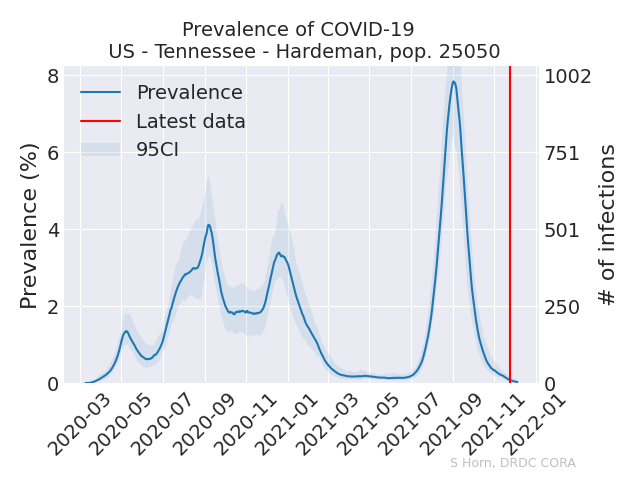 Prevalence of COVID-19
US - Tennessee - Hardeman, pop. 25050
Prevalence
Latest data
95CI
Prevalence (%)
8
6
4
2
0
# of infections
1002
751
501
250
0
2020-03
2020-05
2020-07
2020-09
2020-11
2021-01
2021-03
2021-05
2021-07
2021-09
2021-11
2022-01
S Horn, DRDC CORA